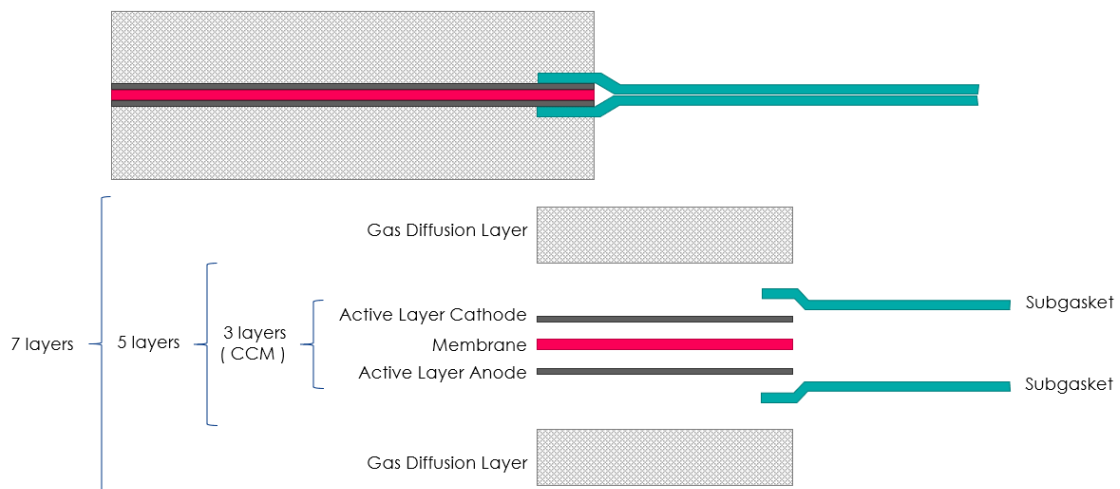 Gas Diffusion Layer
Subgasket
Active Layer Cathode
3 layers
( CCM )
7 layers
5 layers
Membrane
Active Layer Anode
Subgasket
Gas Diffusion Layer